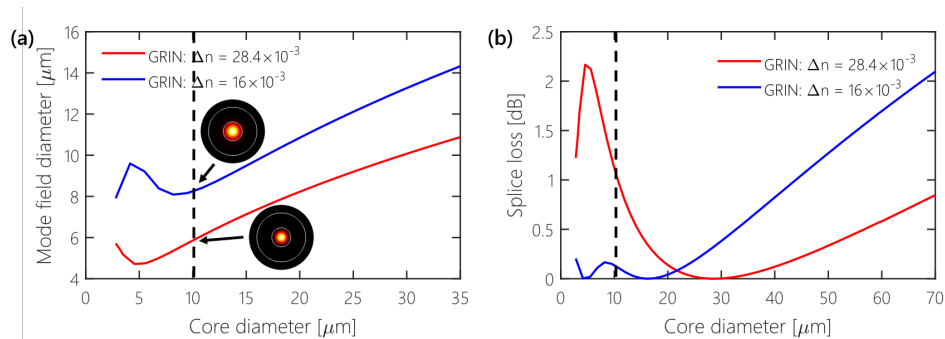 (a)
Mode field diameter [μm]
16
14
12
10
8
6
4
GRIN: Δn = 28.4×10⁻³
GRIN: Δn = 16×10⁻³
0 5 10 15 20 25 30 35
Core diameter [μm]
(b)
Splice loss [dB]
2.5
2
1.5
1
0.5
0
GRIN: Δn = 28.4×10⁻³
GRIN: Δn = 16×10⁻³
0 10 20 30 40 50 60 70
Core diameter [μm]